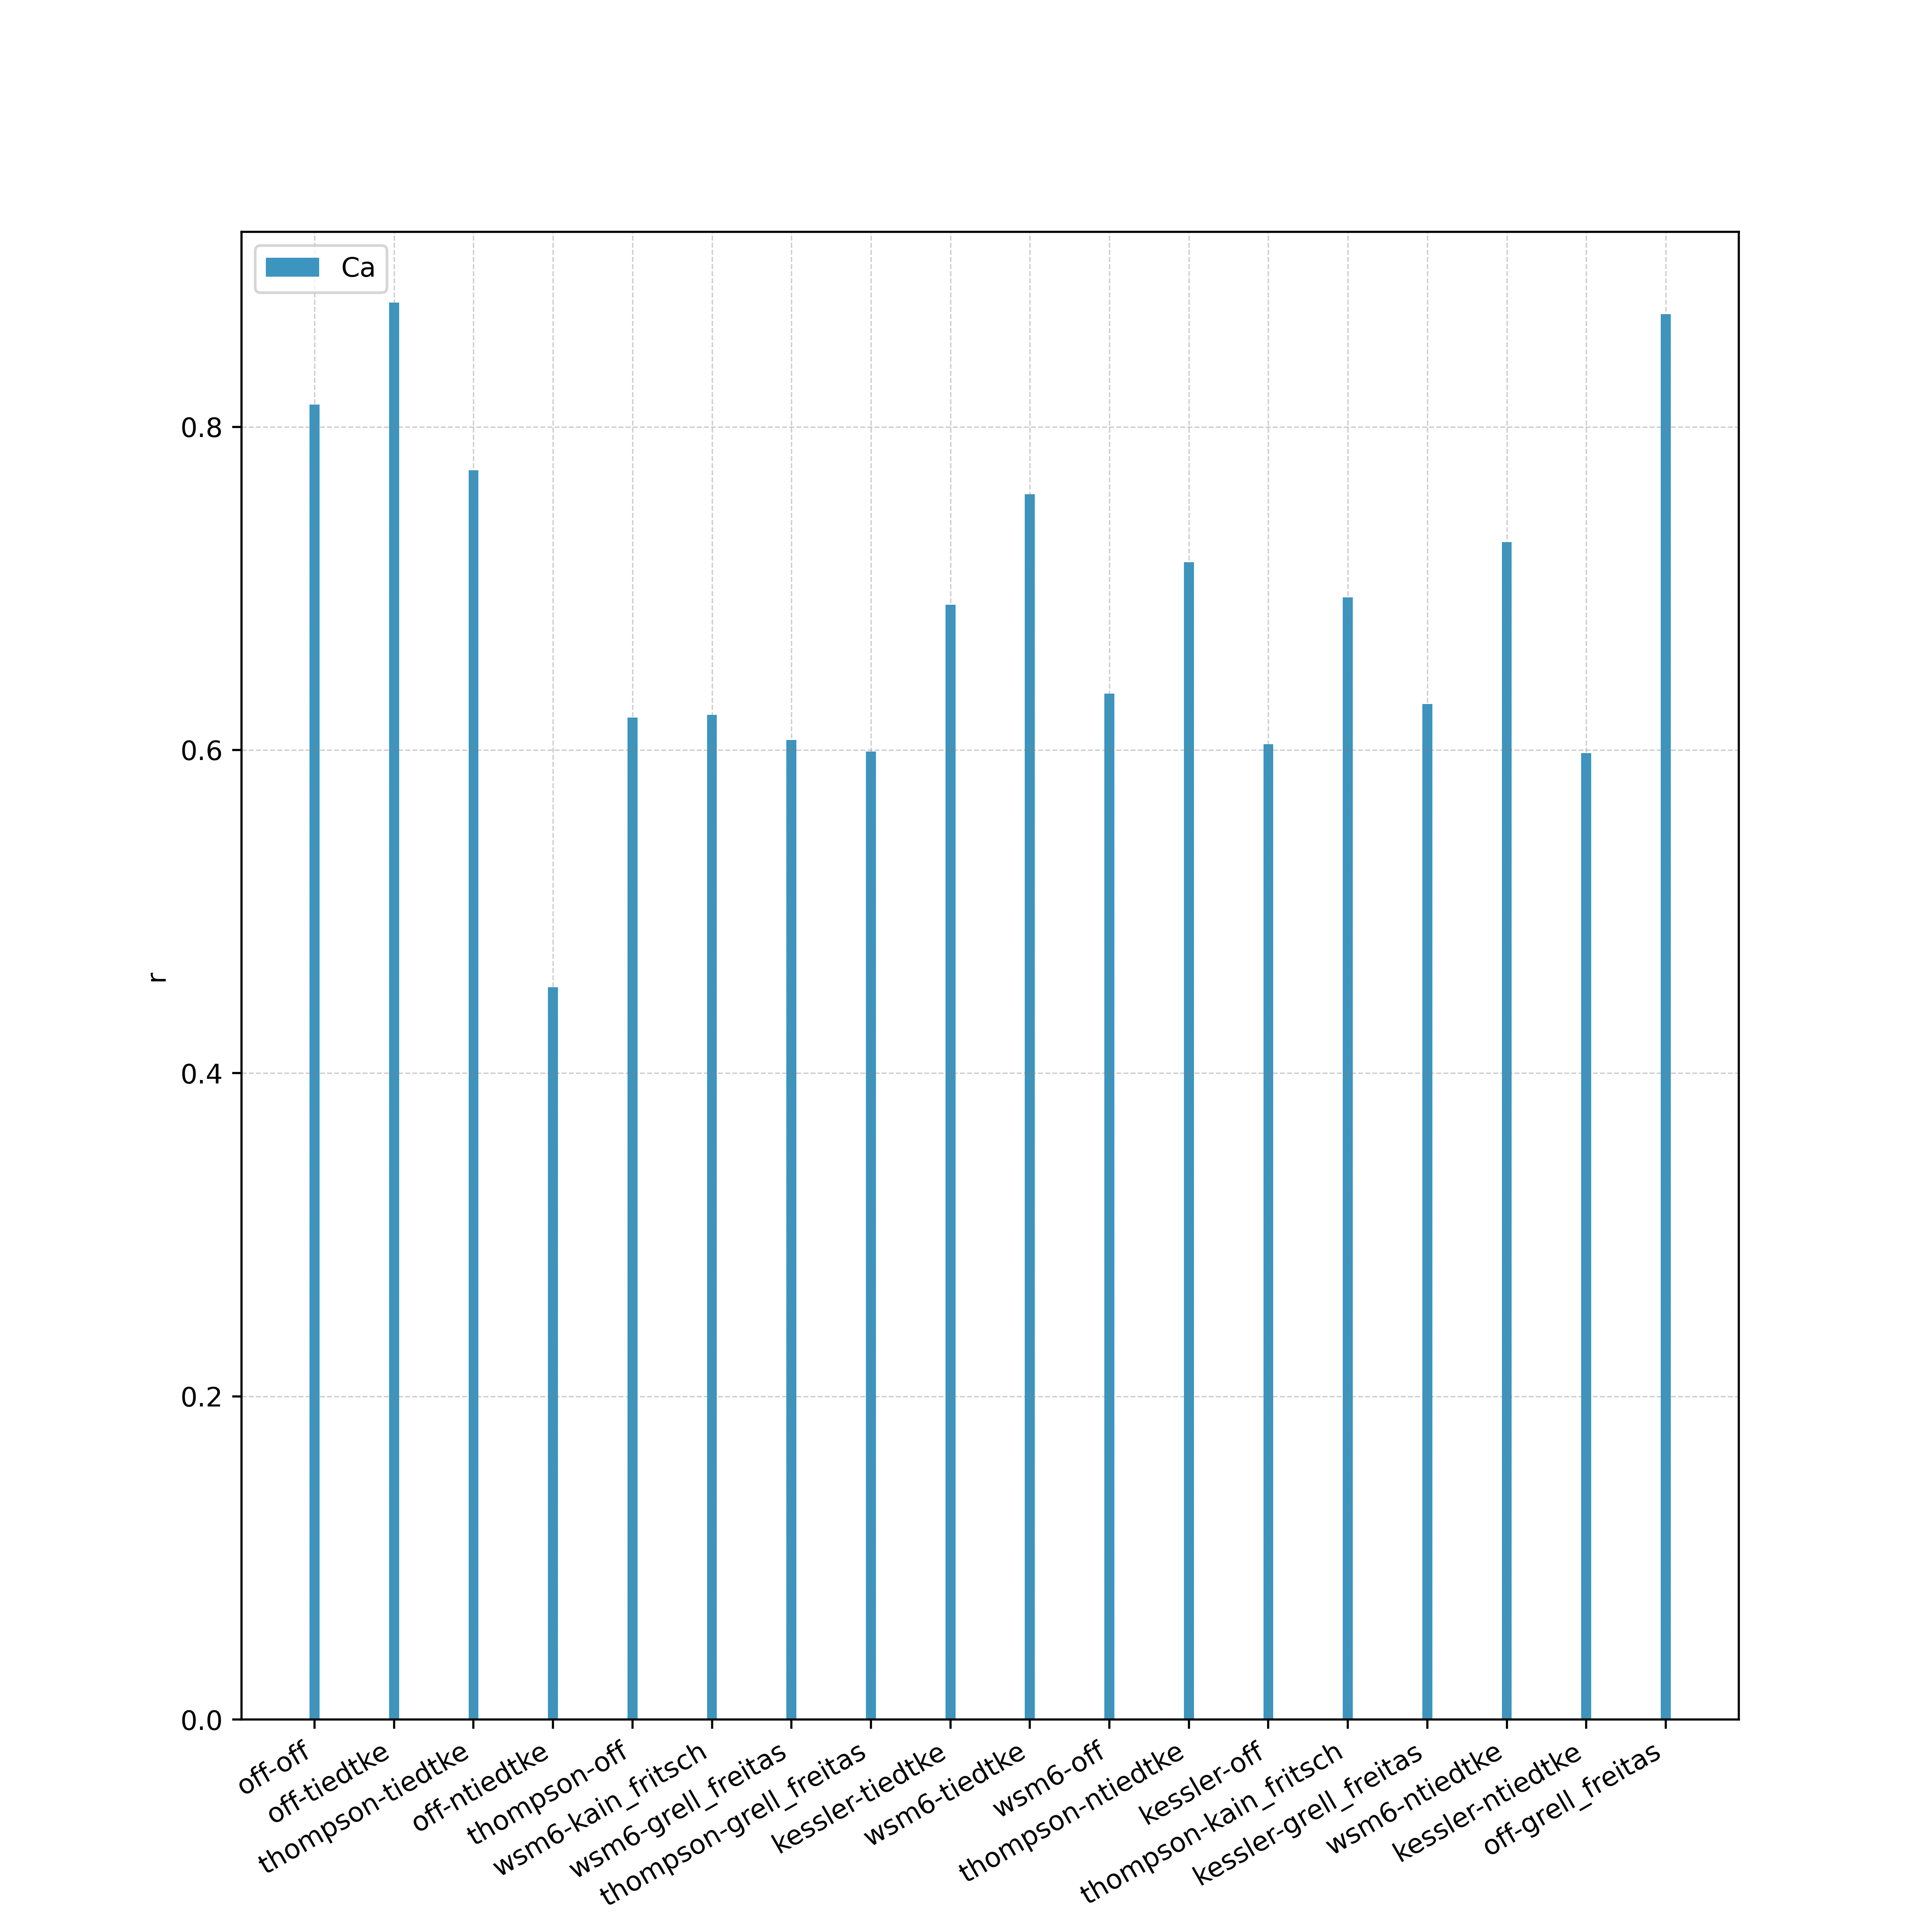 Ca
0.8
0.6
r
0.4
0.2
0.0
off-off
off-tiedtke
thompson-tiedtke
off-ntiedtke
thompson-off
wsm6-kain_fritsch
wsm6-grell_freitas
thompson-grell_freitas
kessler-tiedtke
wsm6-tiedtke
wsm6-off
thompson-ntiedtke
kessler-off
thompson-kain_fritsch
kessler-grell_freitas
wsm6-ntiedtke
kessler-ntiedtke
off-grell_freitas